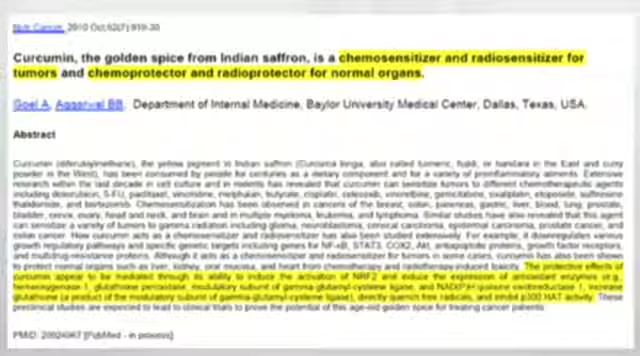 Nutr Cancer. 2010 Oct;62(7):919-30.
Curcumin, the golden spice from Indian saffron, is a chemosensitizer and radiosensitizer for
tumors and chemoprotector and radioprotector for normal organs.
Goel A, Aggarwal BB. Department of Internal Medicine, Baylor University Medical Center, Dallas, Texas, USA.
Abstract
Curcumin (diferuloylmethane), the yellow pigment in Indian saffron (Curcuma longa; also called turmeric, haldi, or haridara in the East and curry
powder in the West), has been consumed by people for centuries as a dietary component and for a variety of proinflammatory ailments. Extensive
research within the last decade in cell culture and in rodents has revealed that curcumin can sensitize tumors to different chemotherapeutic agents
including doxorubicin, 5-FU, paclitaxel, vincristine, melphalan, butyrate, cisplatin, celecoxib, vinorelbine, gemcitabine, oxaliplatin, etoposide, sulfinosine,
thalidomide, and bortezomib. Chemosensitization has been observed in cancers of the breast, colon, pancreas, gastric, liver, blood, lung, prostate,
bladder, cervix, ovary, head and neck, and brain and in multiple myeloma, leukemia, and lymphoma. Similar studies have also revealed that this agent
can sensitize a variety of tumors to gamma radiation including glioma, neuroblastoma, cervical carcinoma, epidermal carcinoma, prostate cancer, and
colon cancer. How curcumin acts as a chemosensitizer and radiosensitizer has also been studied extensively. For example, it downregulates various
growth regulatory pathways and specific genetic targets including genes for NF-κB, STAT3, COX2, Akt, antiapoptotic proteins, growth factor receptors,
and multidrug-resistance proteins. Although it acts as a chemosensitizer and radiosensitizer for tumors in some cases, curcumin has also been shown
to protect normal organs such as liver, kidney, oral mucosa, and heart from chemotherapy and radiotherapy-induced toxicity. The protective effects of
curcumin appear to be mediated through its ability to induce the activation of NRF2 and induce the expression of antioxidant enzymes (e.g.,
hemeoxygenase-1, glutathione peroxidase, modulatory subunit of gamma-glutamyl-cysteine ligase, and NAD(P)H:quinone oxidoreductase 1, increase
glutathione (a product of the modulatory subunit of gamma-glutamyl-cysteine ligase), directly quench free radicals, and inhibit p300 HAT activity. These
preclinical studies are expected to lead to clinical trials to prove the potential of this age-old golden spice for treating cancer patients.
[PubMed - in process]